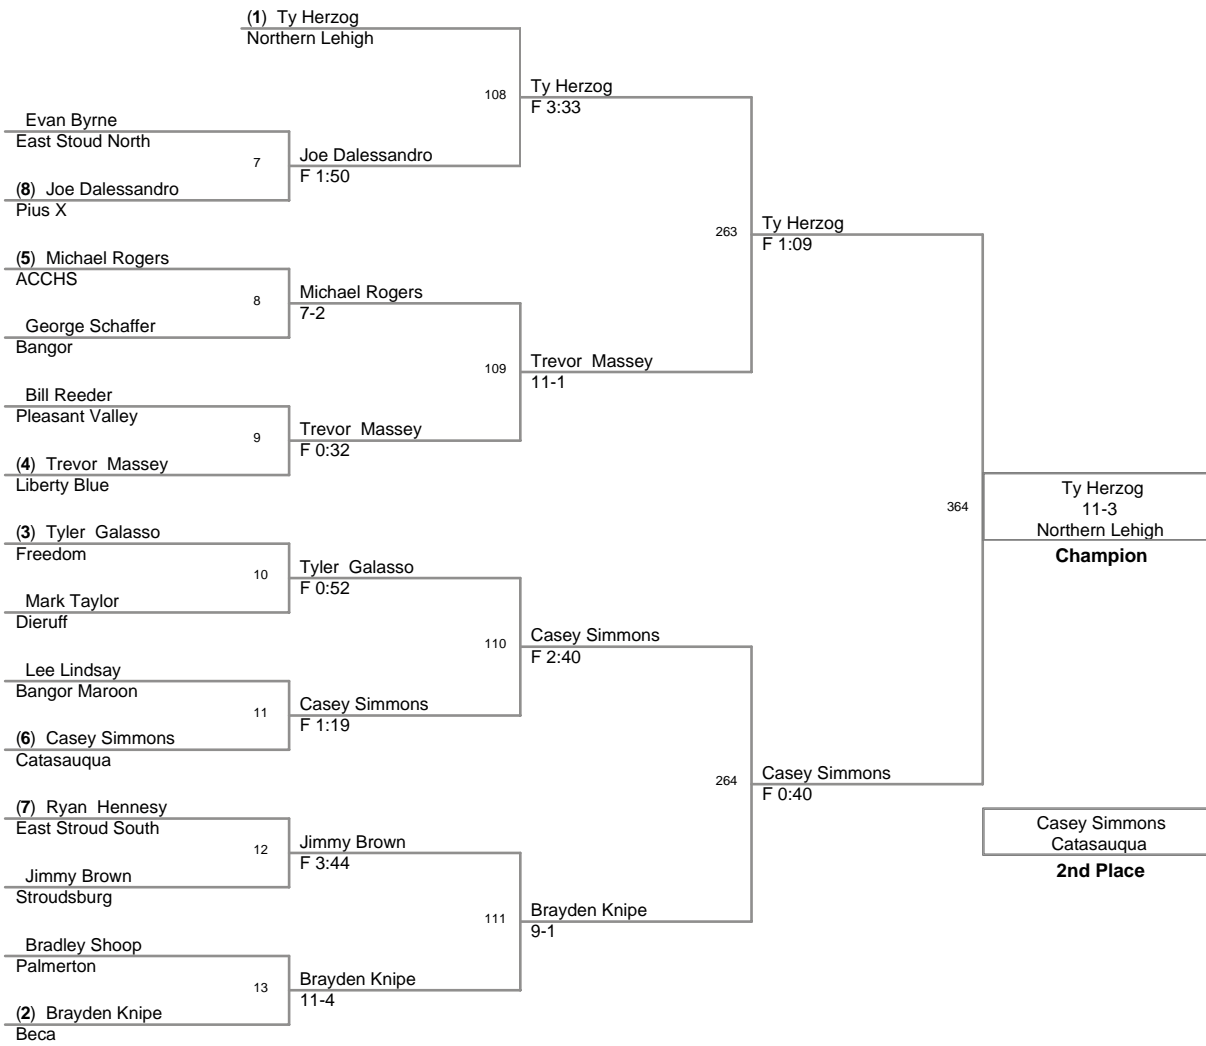 (1) Ty Herzog
Northern Lehigh
108
Ty Herzog
F 3:33
Evan Byrne
East Stoud North
7
Joe Dalessandro
F 1:50
(8) Joe Dalessandro
Pius X
263
Ty Herzog
F 1:09
(5) Michael Rogers
ACCHS
8
Michael Rogers
7-2
George Schaffer
Bangor
109
Trevor Massey
11-1
Bill Reeder
Pleasant Valley
9
Trevor Massey
F 0:32
(4) Trevor Massey
Liberty Blue
364
Ty Herzog
11-3
Northern Lehigh
Champion
(3) Tyler Galasso
Freedom
10
Tyler Galasso
F 0:52
Mark Taylor
Dieruff
110
Casey Simmons
F 2:40
Lee Lindsay
Bangor Maroon
11
Casey Simmons
F 1:19
(6) Casey Simmons
Catasauqua
264
Casey Simmons
F 0:40
(7) Ryan Hennesy
East Stroud South
12
Jimmy Brown
F 3:44
Casey Simmons
Catasauqua
2nd Place
Jimmy Brown
Stroudsburg
111
Brayden Knipe
9-1
Bradley Shoop
Palmerton
13
Brayden Knipe
11-4
(2) Brayden Knipe
Beca